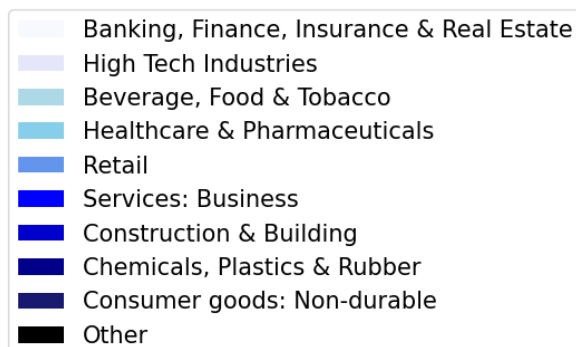 Banking, Finance, Insurance & Real Estate
High Tech Industries
Beverage, Food & Tobacco
Healthcare & Pharmaceuticals
Retail
Services: Business
Construction & Building
Chemicals, Plastics & Rubber
Consumer goods: Non-durable
Other